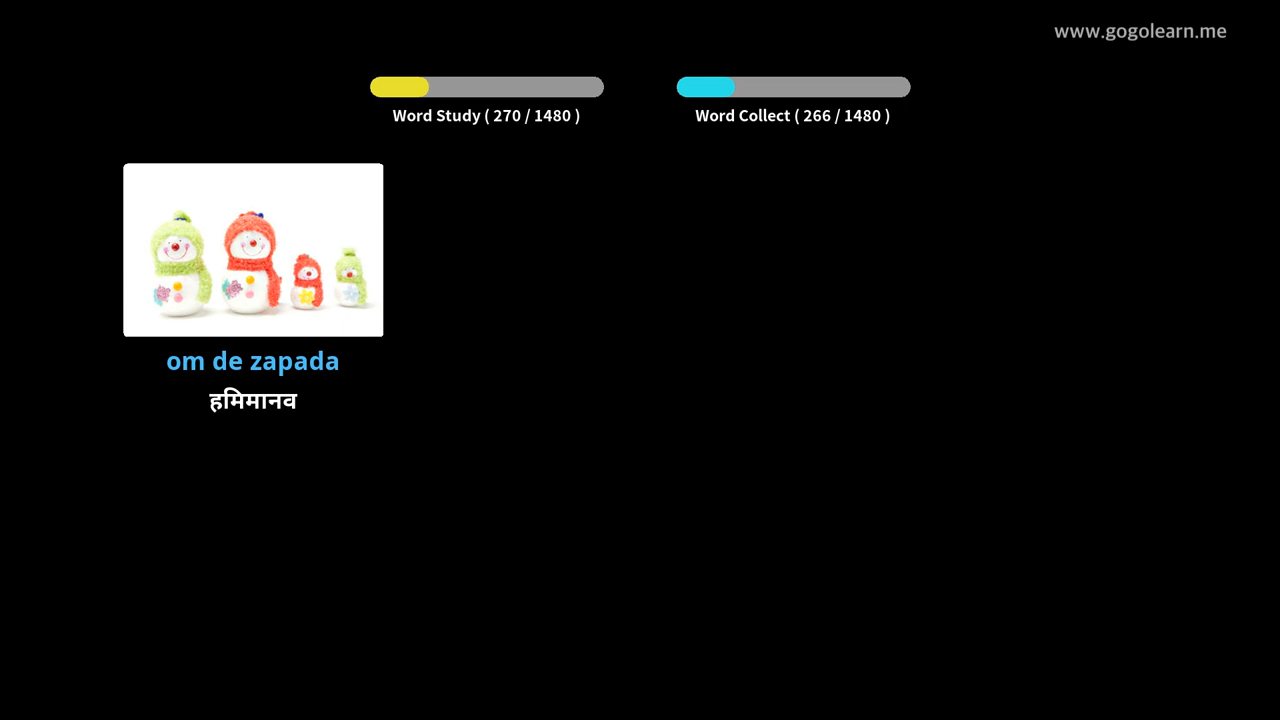 www.gogolearn.me
Word Study ( 270 / 1480 )
Word Collect ( 266 / 1480 )
om de zapada
हमिमानव